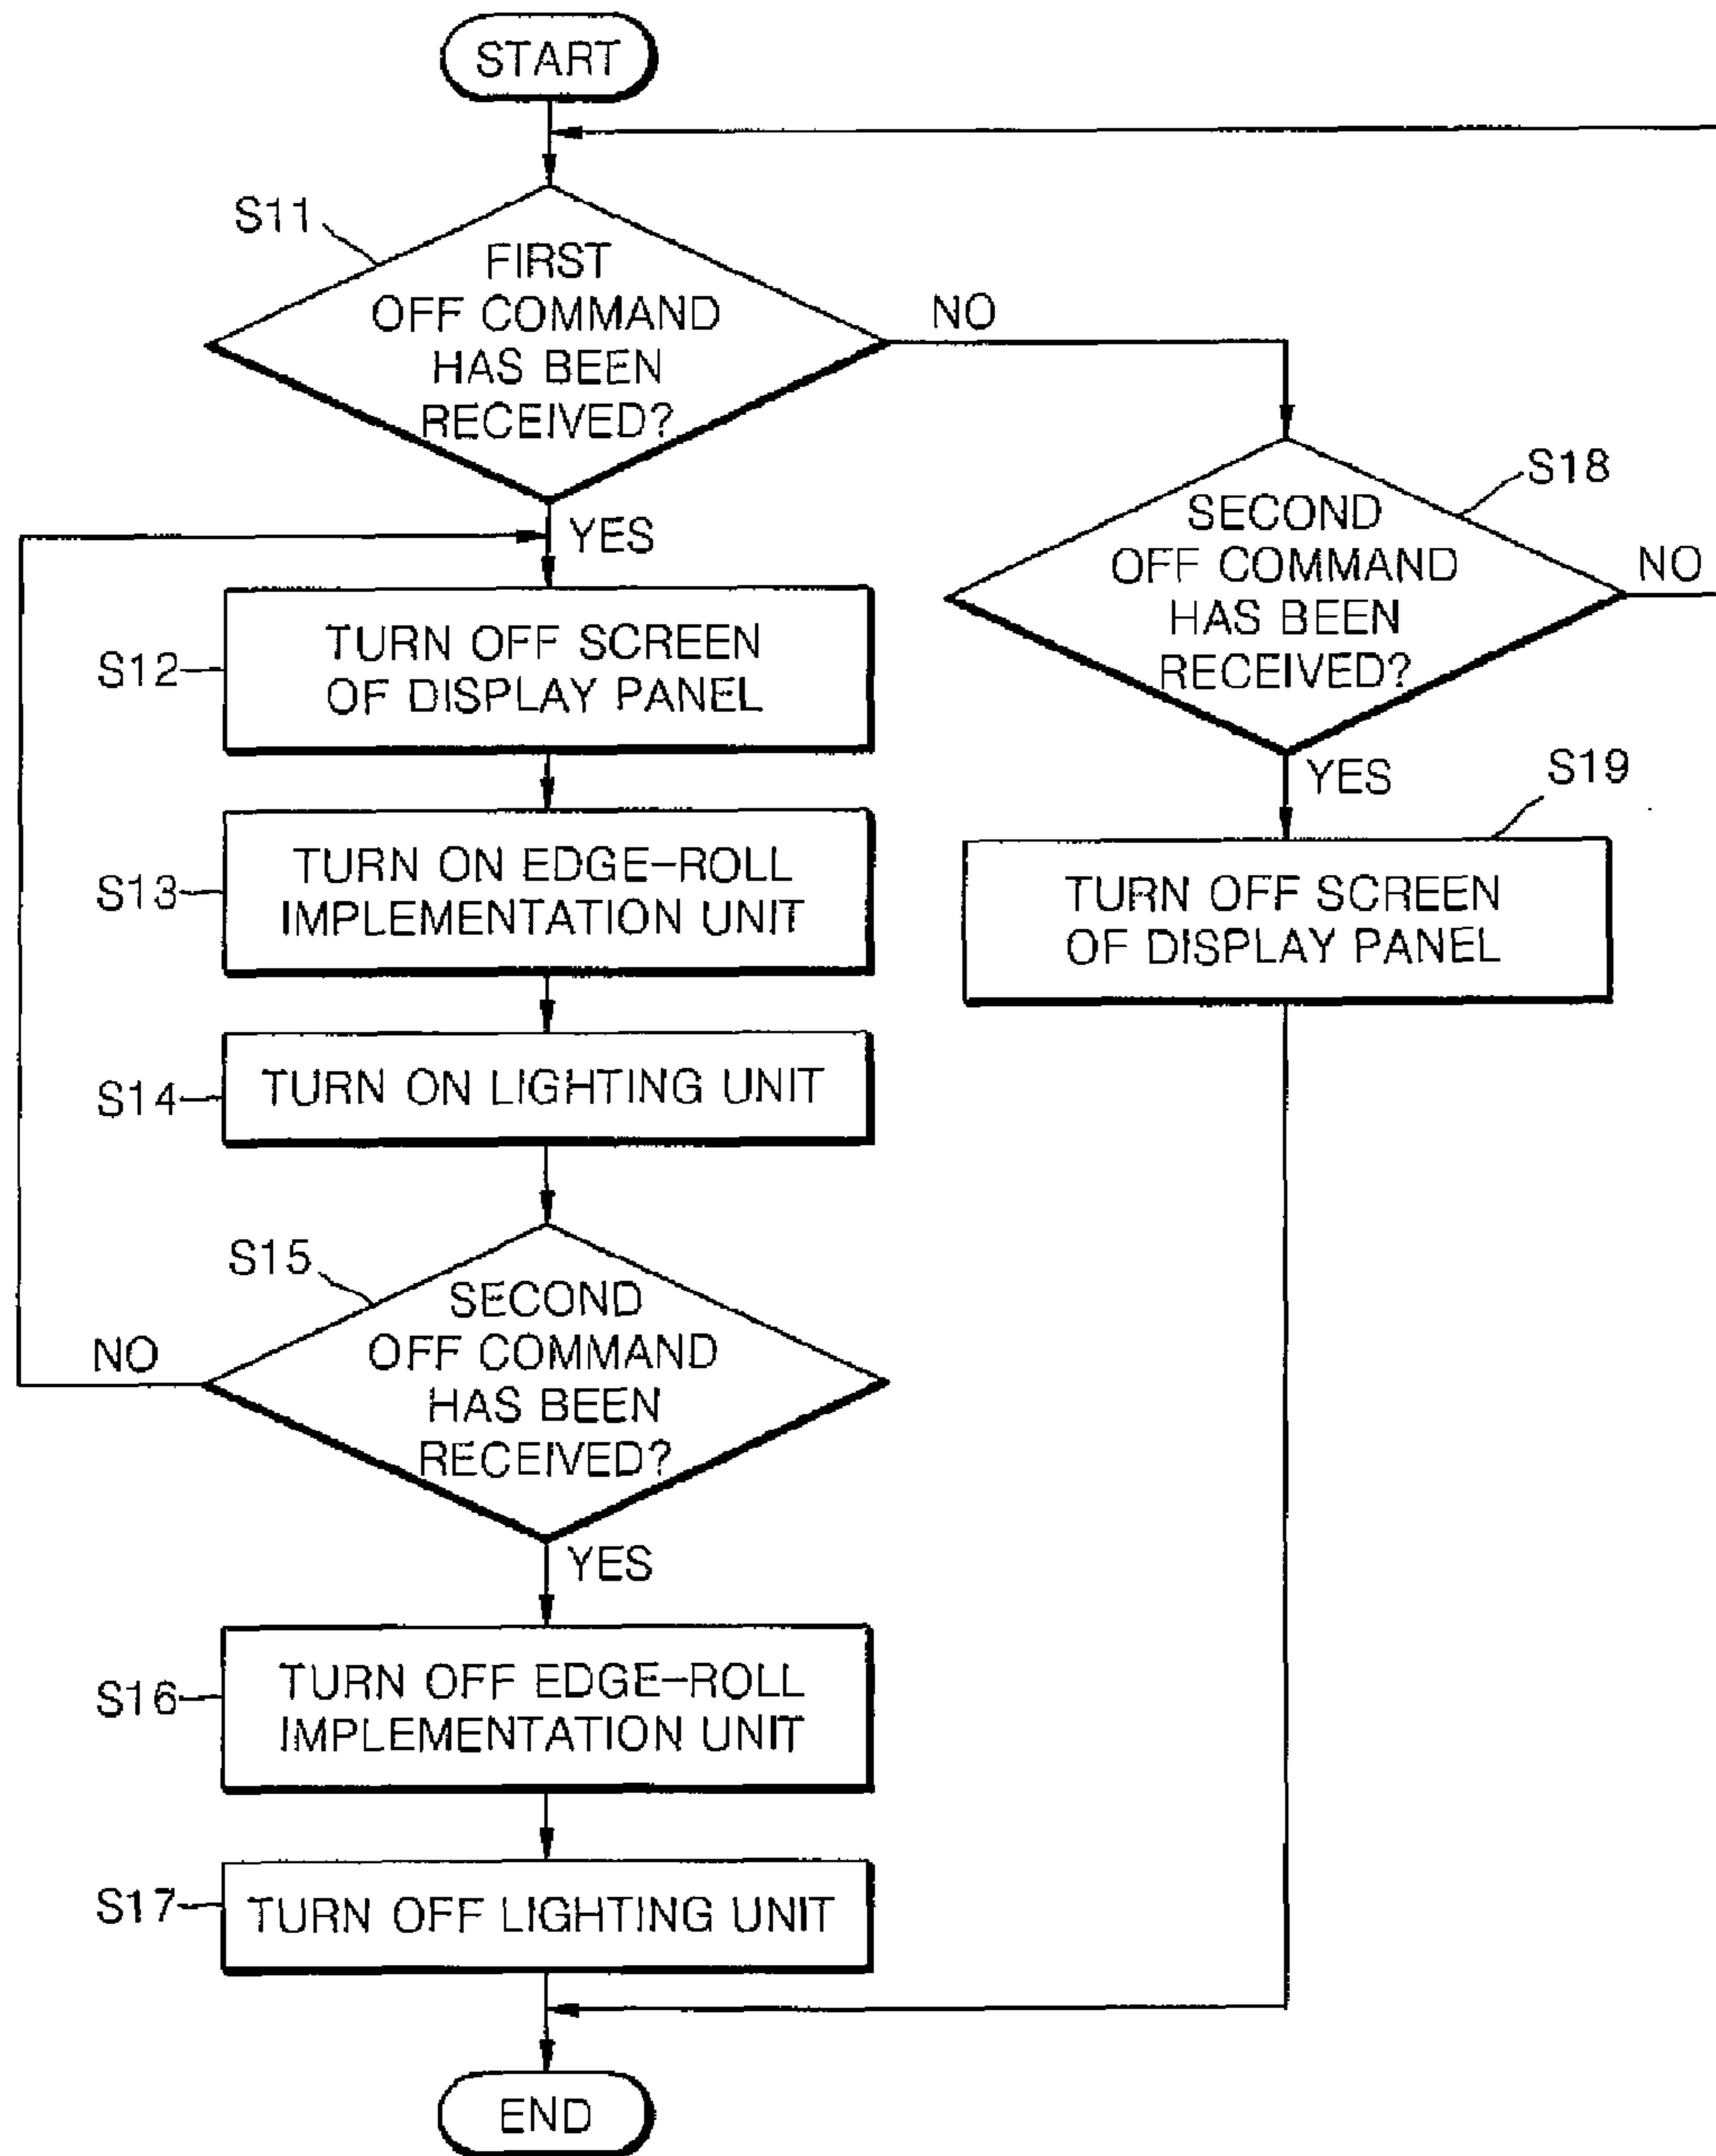 START
S11
FIRST
OFF COMMAND
HAS BEEN
RECEIVED?
NO
YES
S18
SECOND
OFF COMMAND
HAS BEEN
RECEIVED?
NO
YES
S12
TURN OFF SCREEN
OF DISPLAY PANEL
S19
TURN OFF SCREEN
OF DISPLAY PANEL
S13
TURN ON EDGE-ROLL
IMPLEMENTATION UNIT
S14
TURN ON LIGHTING UNIT
S15
SECOND
OFF COMMAND
HAS BEEN
RECEIVED?
NO
YES
S16
TURN OFF EDGE-ROLL
IMPLEMENTATION UNIT
S17
TURN OFF LIGHTING UNIT
END